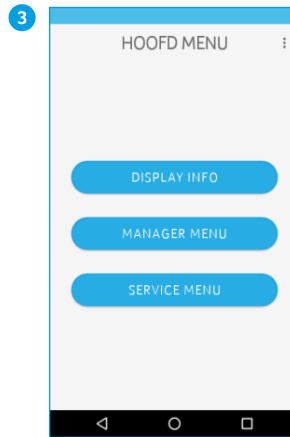 3
HOOFD MENU
DISPLAY INFO
MANAGER MENU
SERVICE MENU